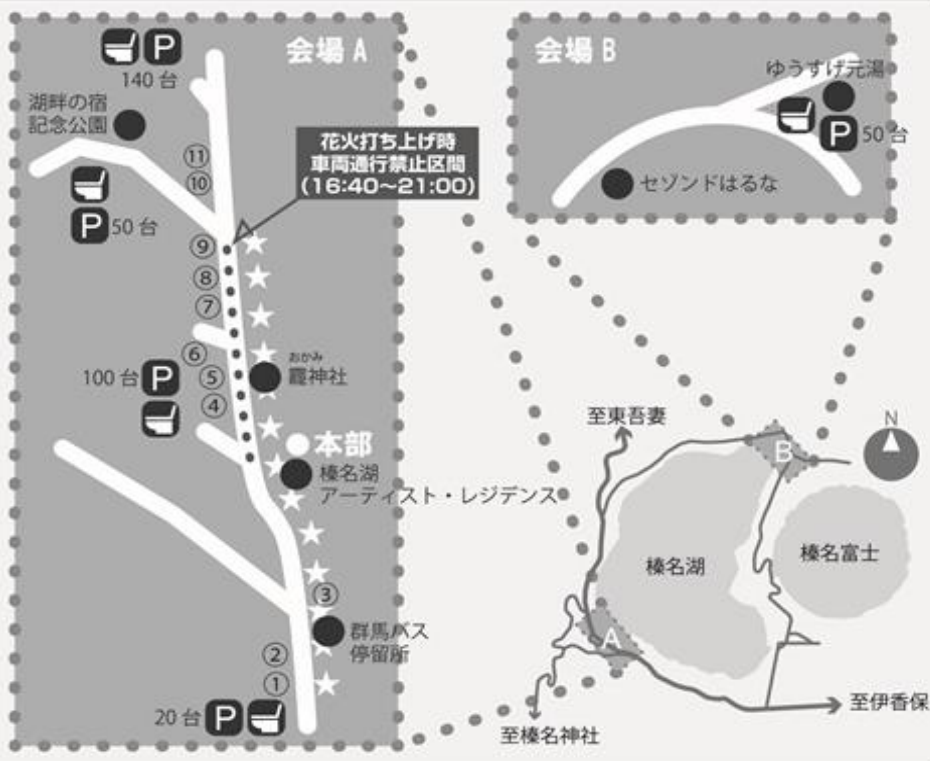 会場 A
P
140 台
湖畔の宿
記念公園
花火打ち上げ時
車両通行禁止区間
(16:40～21:00)
⑪
⑩
P 50 台
⑨
⑧
⑦
⑥
⑤
④
100 台 P
おかみ
龗神社
本部
榛名湖
アーティスト・レジデンス
③
群馬バス
停留所
②
①
20 台 P
会場 B
ゆうすげ元湯
P 50 台
セゾンドはるな
至東吾妻
N
B
榛名湖
榛名富士
A
至伊香保
至榛名神社